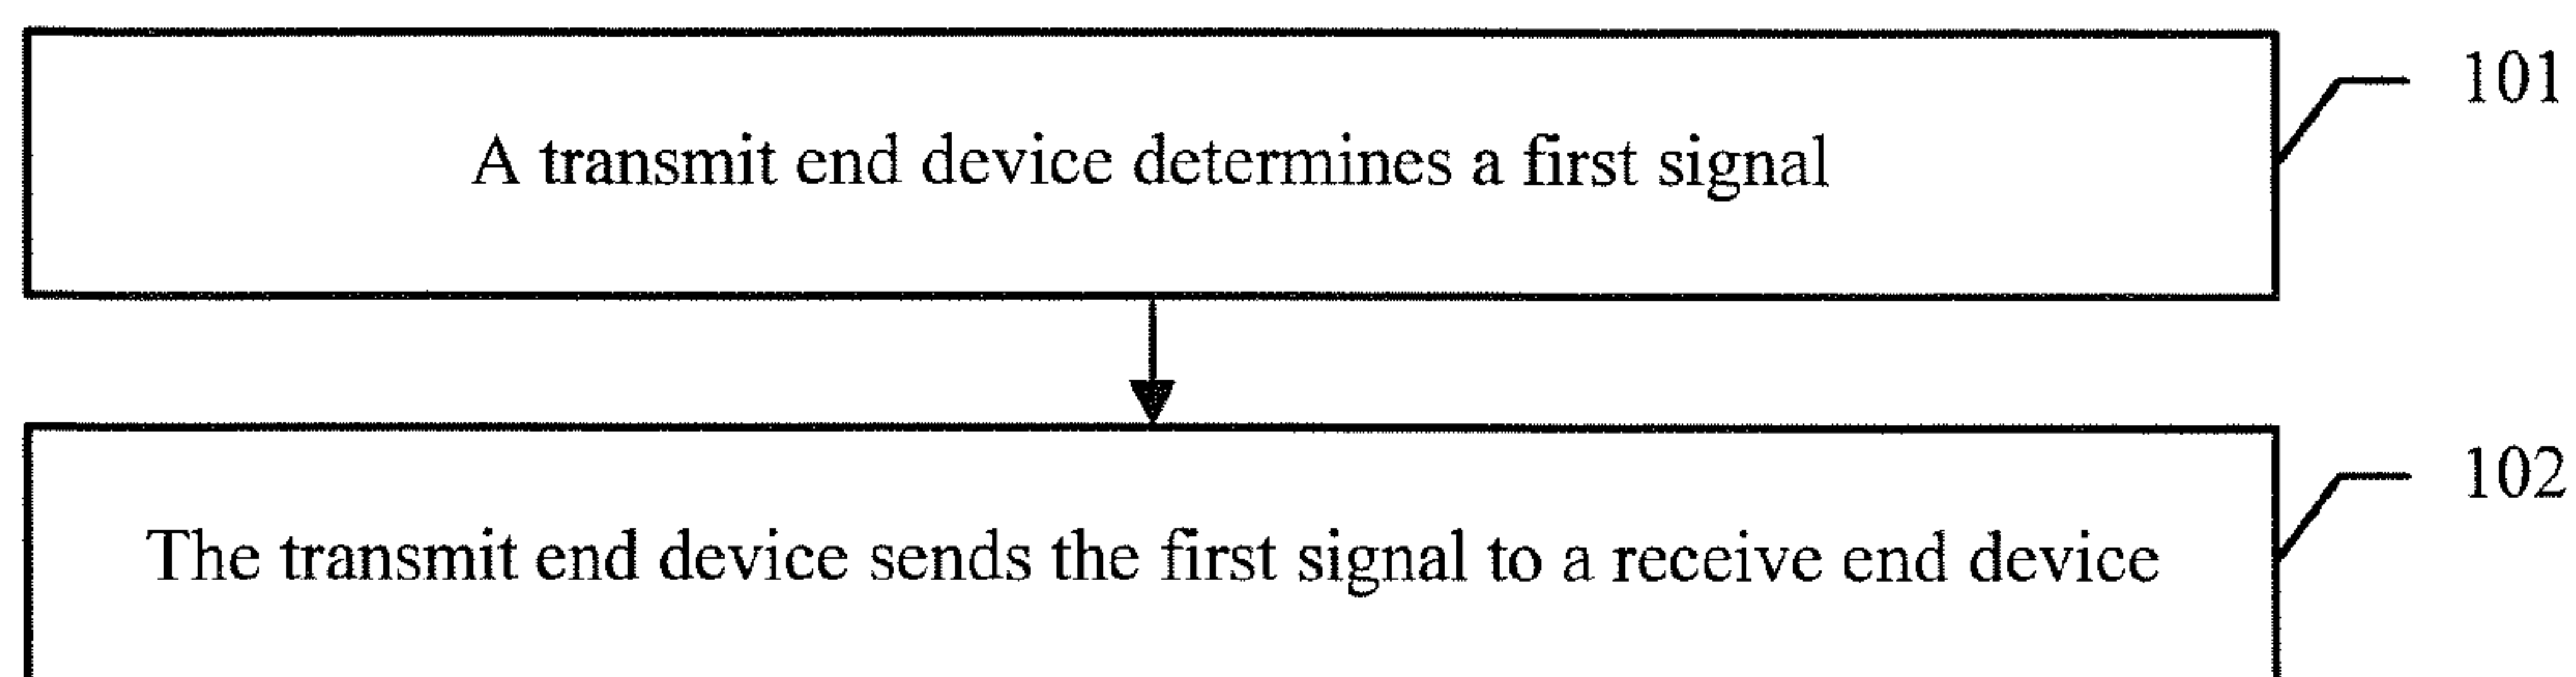 A transmit end device determines a first signal
101
The transmit end device sends the first signal to a receive end device
102